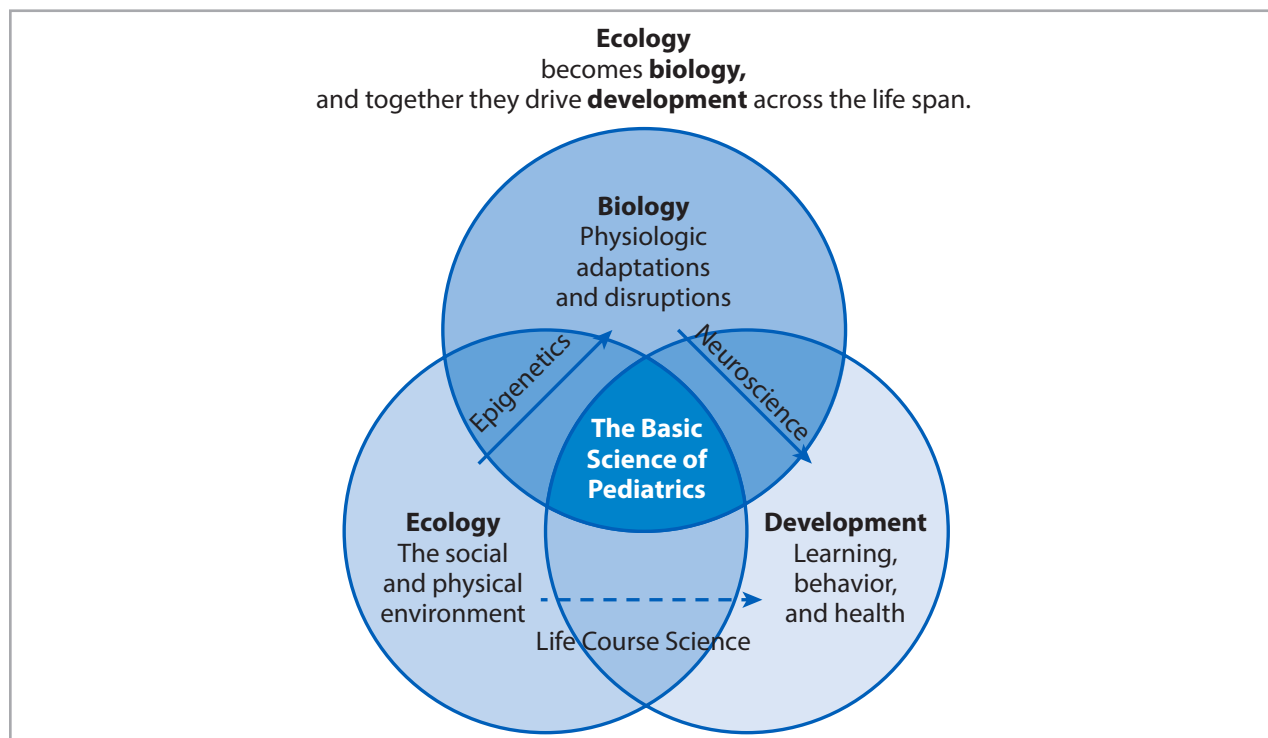 Ecology
becomes biology,
and together they drive development across the life span.
Biology
Physiologic
adaptations
and disruptions
Epigenetics
Neuroscience
The Basic
Science of
Pediatrics
Ecology
The social
and physical
environment
Development
Learning,
behavior,
and health
Life Course Science